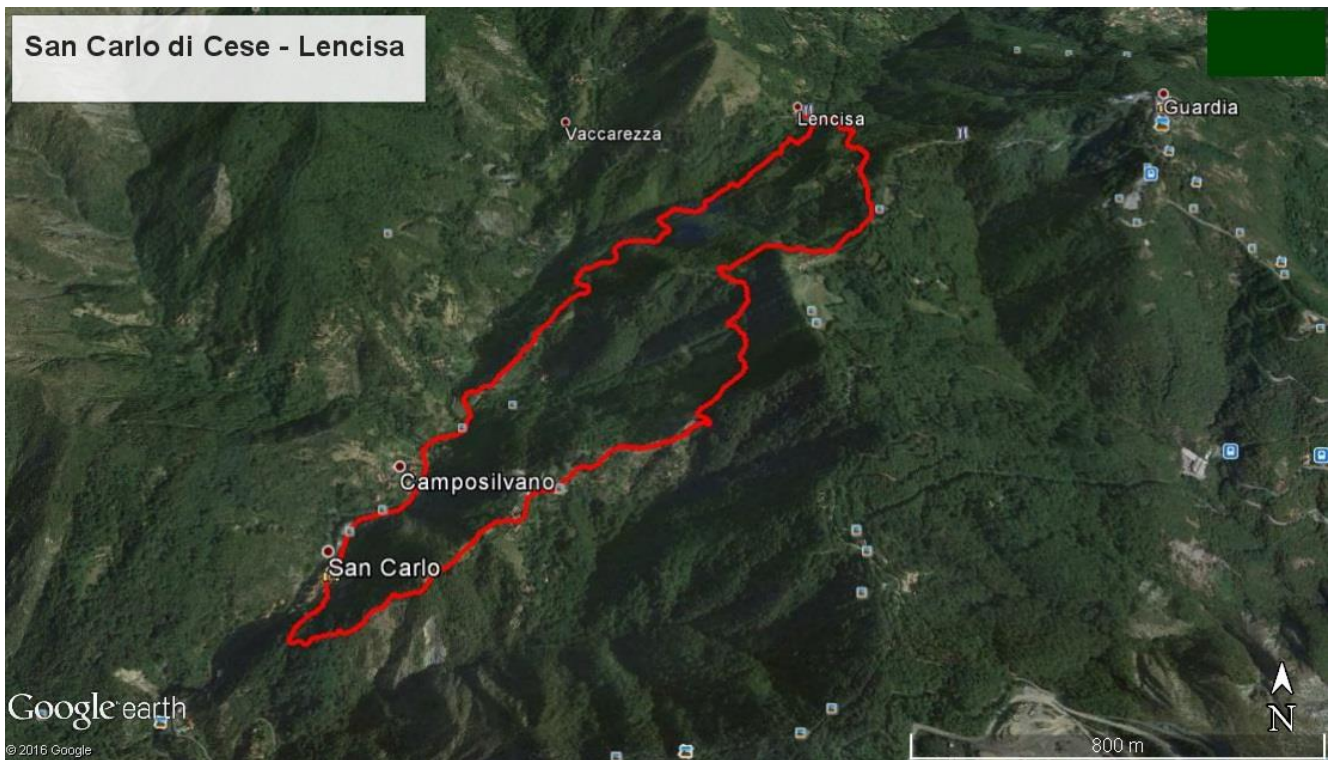 San Carlo di Cese - Lencisa
Guardia
Lencisa
Vaccarezza
Camposilvano
San Carlo
Google earth
N
© 2016 Google
800 m